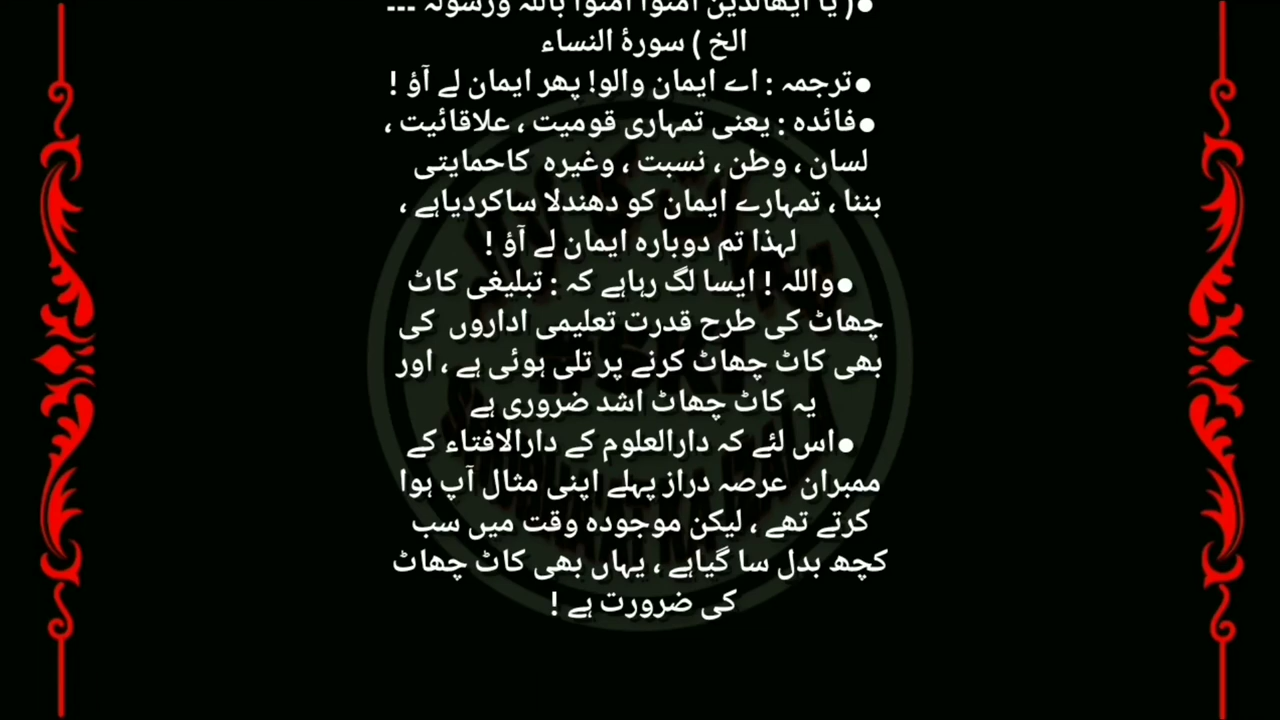 ●( یا ایھالذین امنوا امنوا باللہ ورسولہ ---
الخ ) سورۂ النساء
●ترجمہ : اے ایمان والو! پھر ایمان لے آؤ !
●فائدہ : یعنی تمہاری قومیت ، علاقائیت ،
لسان ، وطن ، نسبت ، وغیرہ کاحمایتی
بننا ، تمہارے ایمان کو دھندلا ساکردیاہے ،
لہذا تم دوبارہ ایمان لے آؤ !
●واللہ ! ایسا لگ رہاہے کہ : تبلیغی کاٹ
چھاٹ کی طرح قدرت تعلیمی اداروں کی
بھی کاٹ چھاٹ کرنے پر تلی ہوئی ہے ، اور
یہ کاٹ چھاٹ اشد ضروری ہے
●اس لئے کہ دارالعلوم کے دارالافتاء کے
ممبران عرصہ دراز پہلے اپنی مثال آپ ہوا
کرتے تھے ، لیکن موجودہ وقت میں سب
کچھ بدل سا گیاہے ، یہاں بھی کاٹ چھاٹ
کی ضرورت ہے !